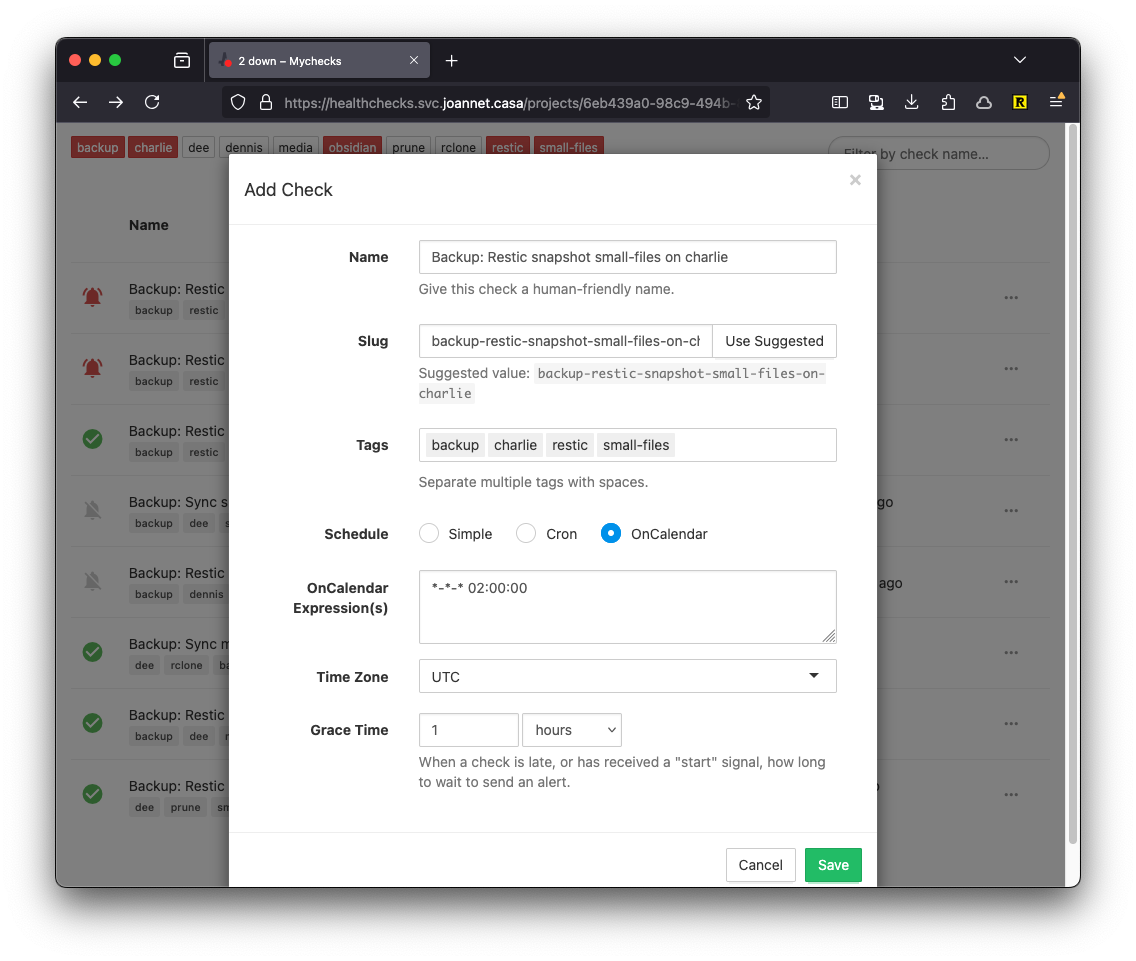 2 down – Mychecks
https://healthchecks.svc.joannet.casa/projects/6eb439a0-98c9-494b-
backup charlie dee dennis media obsidian prune rclone restic small-files
Filter by check name...
Add Check
×
Name
Name
Backup: Restic snapshot small-files on charlie
Give this check a human-friendly name.
Slug
backup-restic-snapshot-small-files-on-ch
Use Suggested
Suggested value: backup-restic-snapshot-small-files-on-
charlie
Tags
backup charlie restic small-files
Separate multiple tags with spaces.
Schedule
Simple
Cron
OnCalendar
OnCalendar
Expression(s)
*-*-* 02:00:00
Time Zone
UTC
Grace Time
1
hours
When a check is late, or has received a "start" signal, how long
to wait to send an alert.
Cancel
Save
Backup: Restic
backup restic
Backup: Restic
backup restic
Backup: Restic
backup restic
Backup: Sync s
backup dee s
go
Backup: Restic
backup dennis
ago
Backup: Sync m
dee rclone ba
Backup: Restic
backup dee r
Backup: Restic
dee prune sm